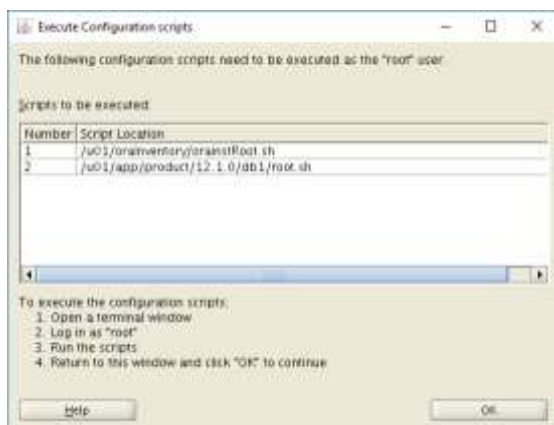 Execute Configuration scripts
The following configuration scripts need to be executed as the "root" user.
Scripts to be executed:
Number Script Location
1 /u01/orainventory/orainstRoot.sh
2 /u01/app/product/12.1.0/db1/root.sh
To execute the configuration scripts:
1. Open a terminal window
2. Log in as "root"
3. Run the scripts
4. Return to this window and click "OK" to continue
Help
OK